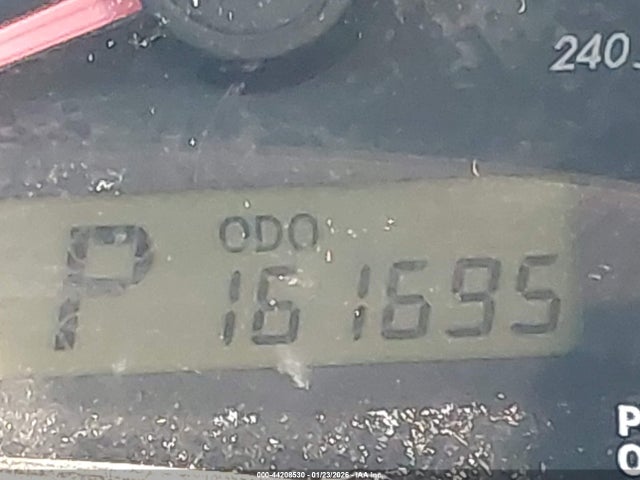 240
P ODO
161695
P
O
000-44208530 - 01/23/2026 - IAA Inc.